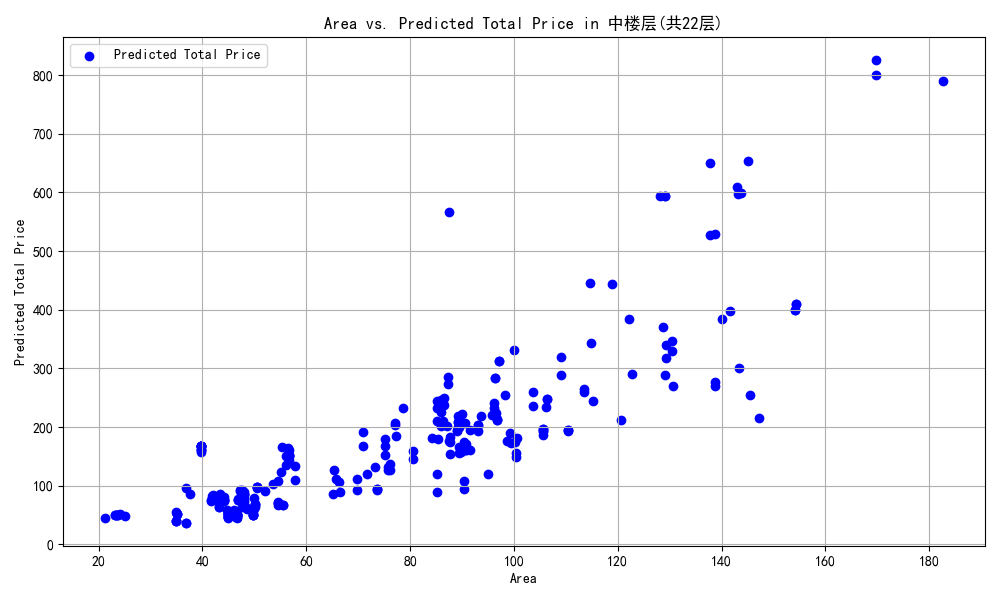 Area vs. Predicted Total Price in 中楼层(共22层)
Predicted Total Price
Predicted Total Price
800
700
600
500
400
300
200
100
0
20 40 60 80 100 120 140 160 180
Area